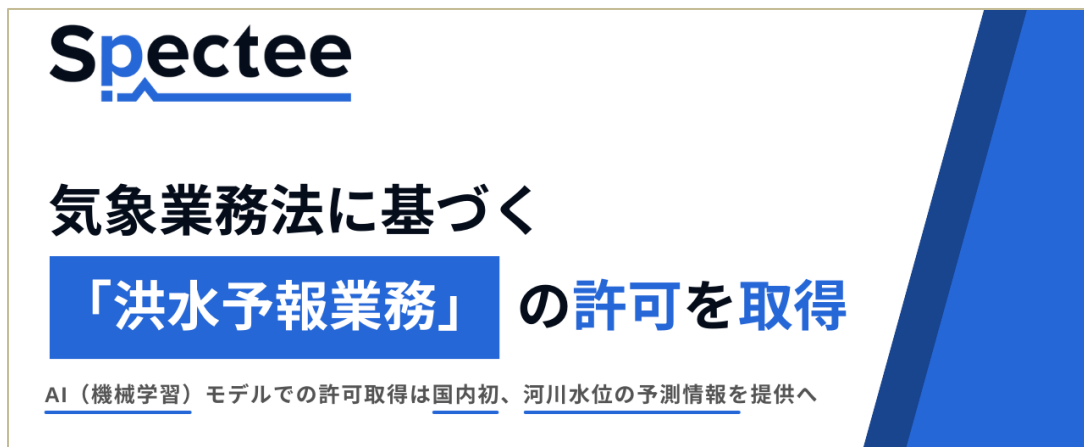 Spectee
気象業務法に基づく
「洪水予報業務」の許可を取得
AI（機械学習）モデルでの許可取得は国内初、河川水位の予測情報を提供へ